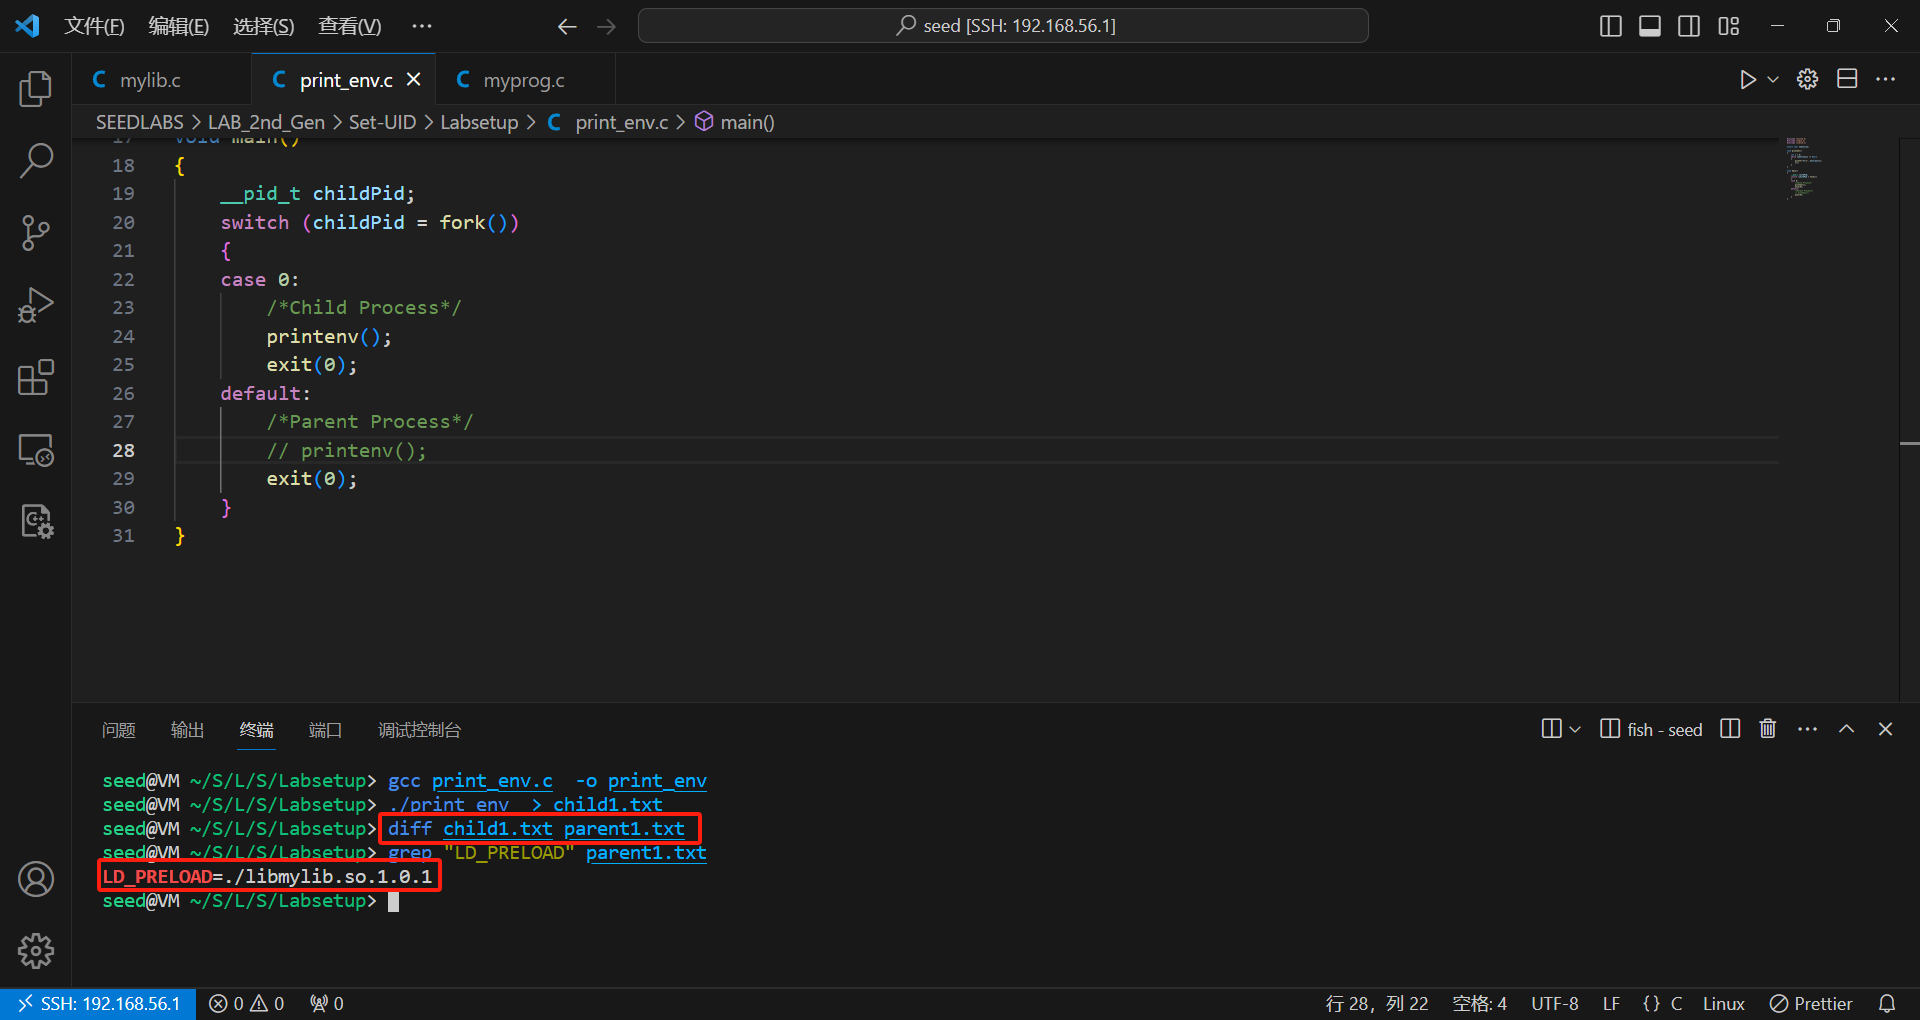 文件(F) 编辑(E) 选择(S) 查看(V) ··· seed [SSH: 192.168.56.1]
C mylib.c C print_env.c C myprog.c
SEEDLABS > LAB_2nd_Gen > Set-UID > Labsetup > C print_env.c > main()
17 void main()
18 {
19 __pid_t childPid;
20 switch (childPid = fork())
21 {
22 case 0:
23 /*Child Process*/
24 printenv();
25 exit(0);
26 default:
27 /*Parent Process*/
28 // printenv();
29 exit(0);
30 }
31 }
问题 输出 终端 端口 调试控制台 fish - seed
seed@VM ~/S/L/S/Labsetup> gcc print_env.c -o print_env
seed@VM ~/S/L/S/Labsetup> ./print_env > child1.txt
seed@VM ~/S/L/S/Labsetup> diff child1.txt parent1.txt
seed@VM ~/S/L/S/Labsetup> grep "LD_PRELOAD" parent1.txt
LD_PRELOAD=./libmylib.so.1.0.1
seed@VM ~/S/L/S/Labsetup>
SSH: 192.168.56.1 0 0 0 行 28，列 22 空格: 4 UTF-8 LF {} C Linux Prettier